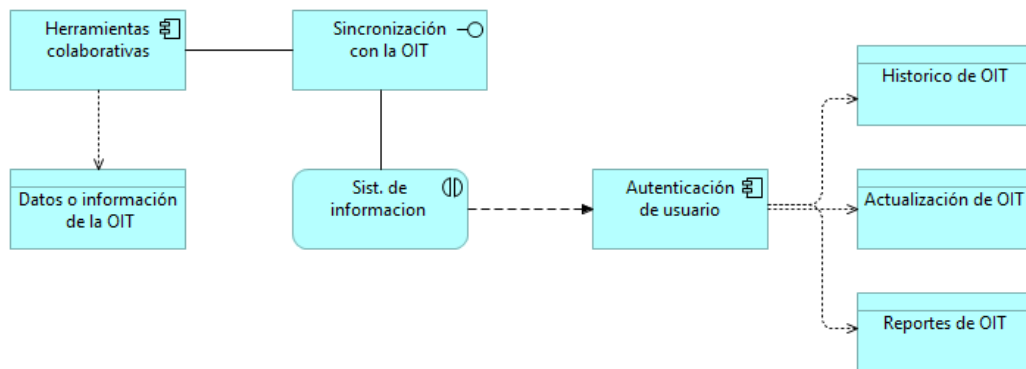 Herramientas
colaborativas
Sincronización
con la OIT
Historico de OIT
Datos o información
de la OIT
Sist. de
informacion
Autenticación
de usuario
Actualización de OIT
Reportes de OIT